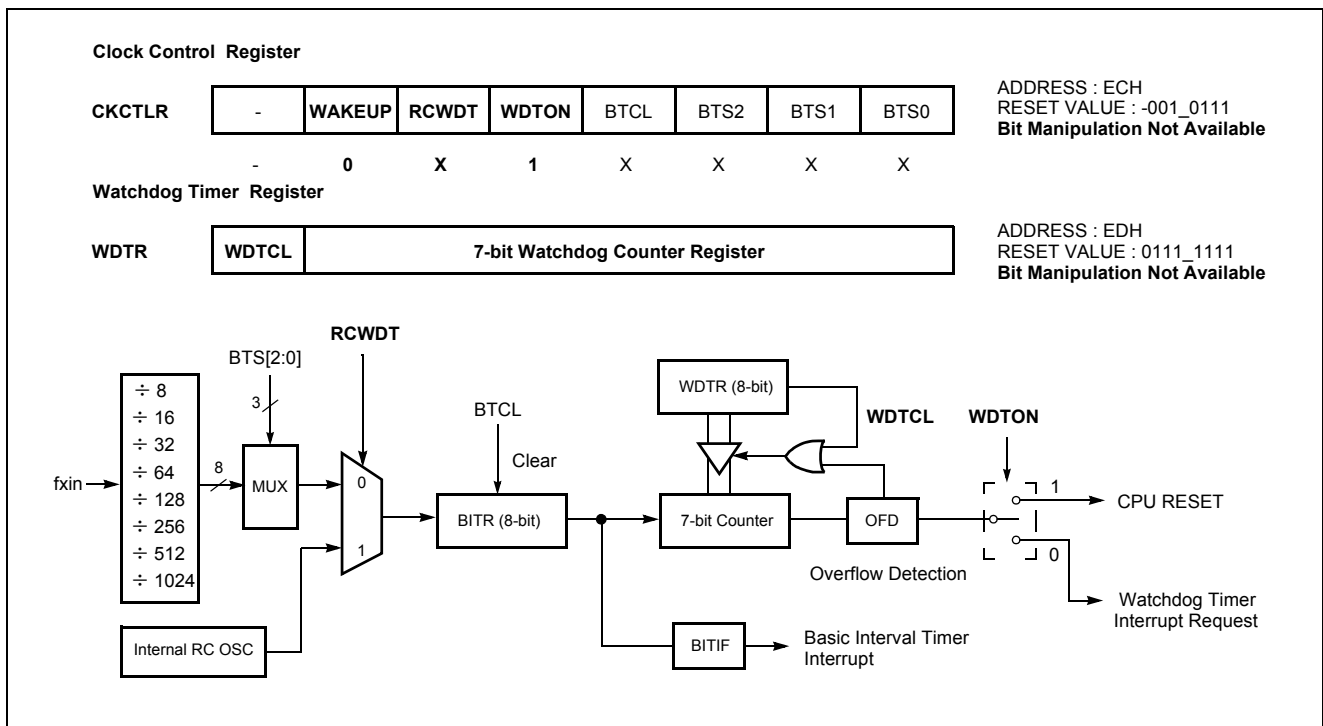 Clock Control Register
CKCTLR - WAKEUP RCWDT WDTON BTCL BTS2 BTS1 BTS0
ADDRESS : ECH
RESET VALUE : -001_0111
Bit Manipulation Not Available
- 0 X 1 X X X X
Watchdog Timer Register
WDTR WDTCL 7-bit Watchdog Counter Register
ADDRESS : EDH
RESET VALUE : 0111_1111
Bit Manipulation Not Available
RCWDT
BTS[2:0]
3
fxin
÷ 8
÷ 16
÷ 32
÷ 64
÷ 128
÷ 256
÷ 512
÷ 1024
8
MUX
0
1
Internal RC OSC
BTCL
Clear
BITR (8-bit)
WDTR (8-bit)
WDTCL
WDTON
7-bit Counter
OFD
Overflow Detection
1
CPU RESET
0
Watchdog Timer
Interrupt Request
BITIF
Basic Interval Timer
Interrupt